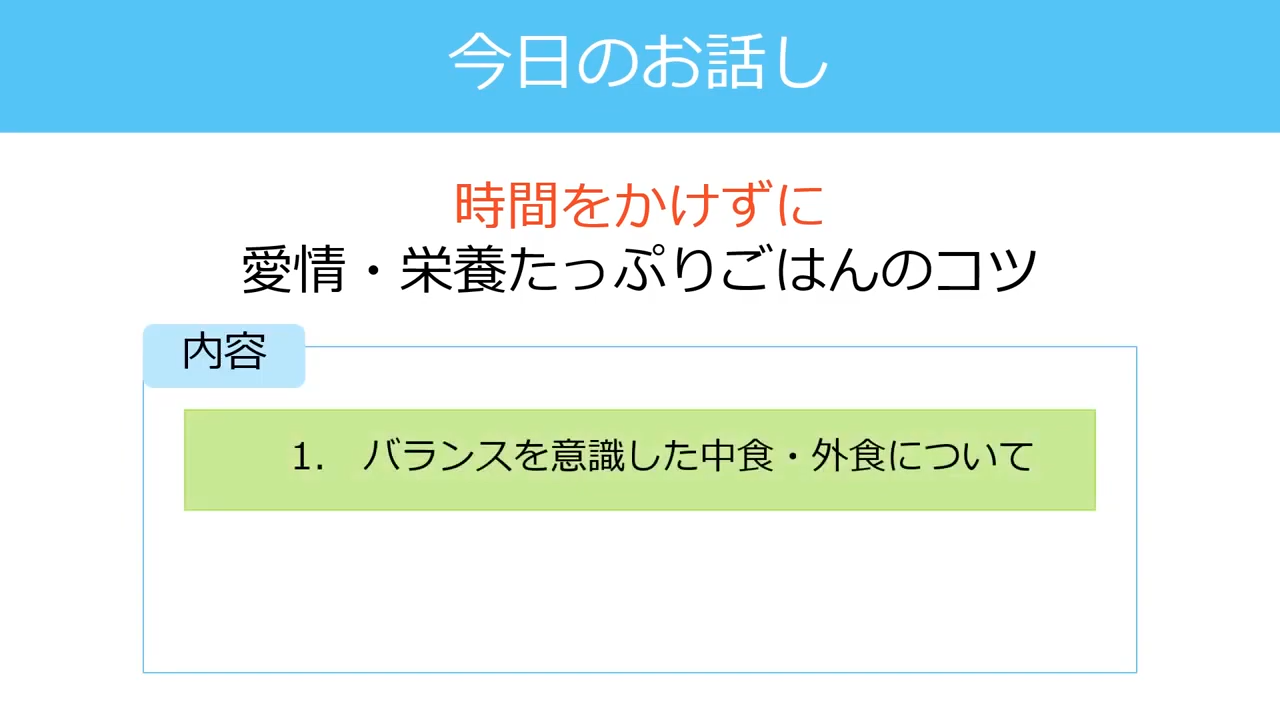 今日のお話し
時間をかけずに
愛情・栄養たっぷりごはんのコツ
内容
1. バランスを意識した中食・外食について